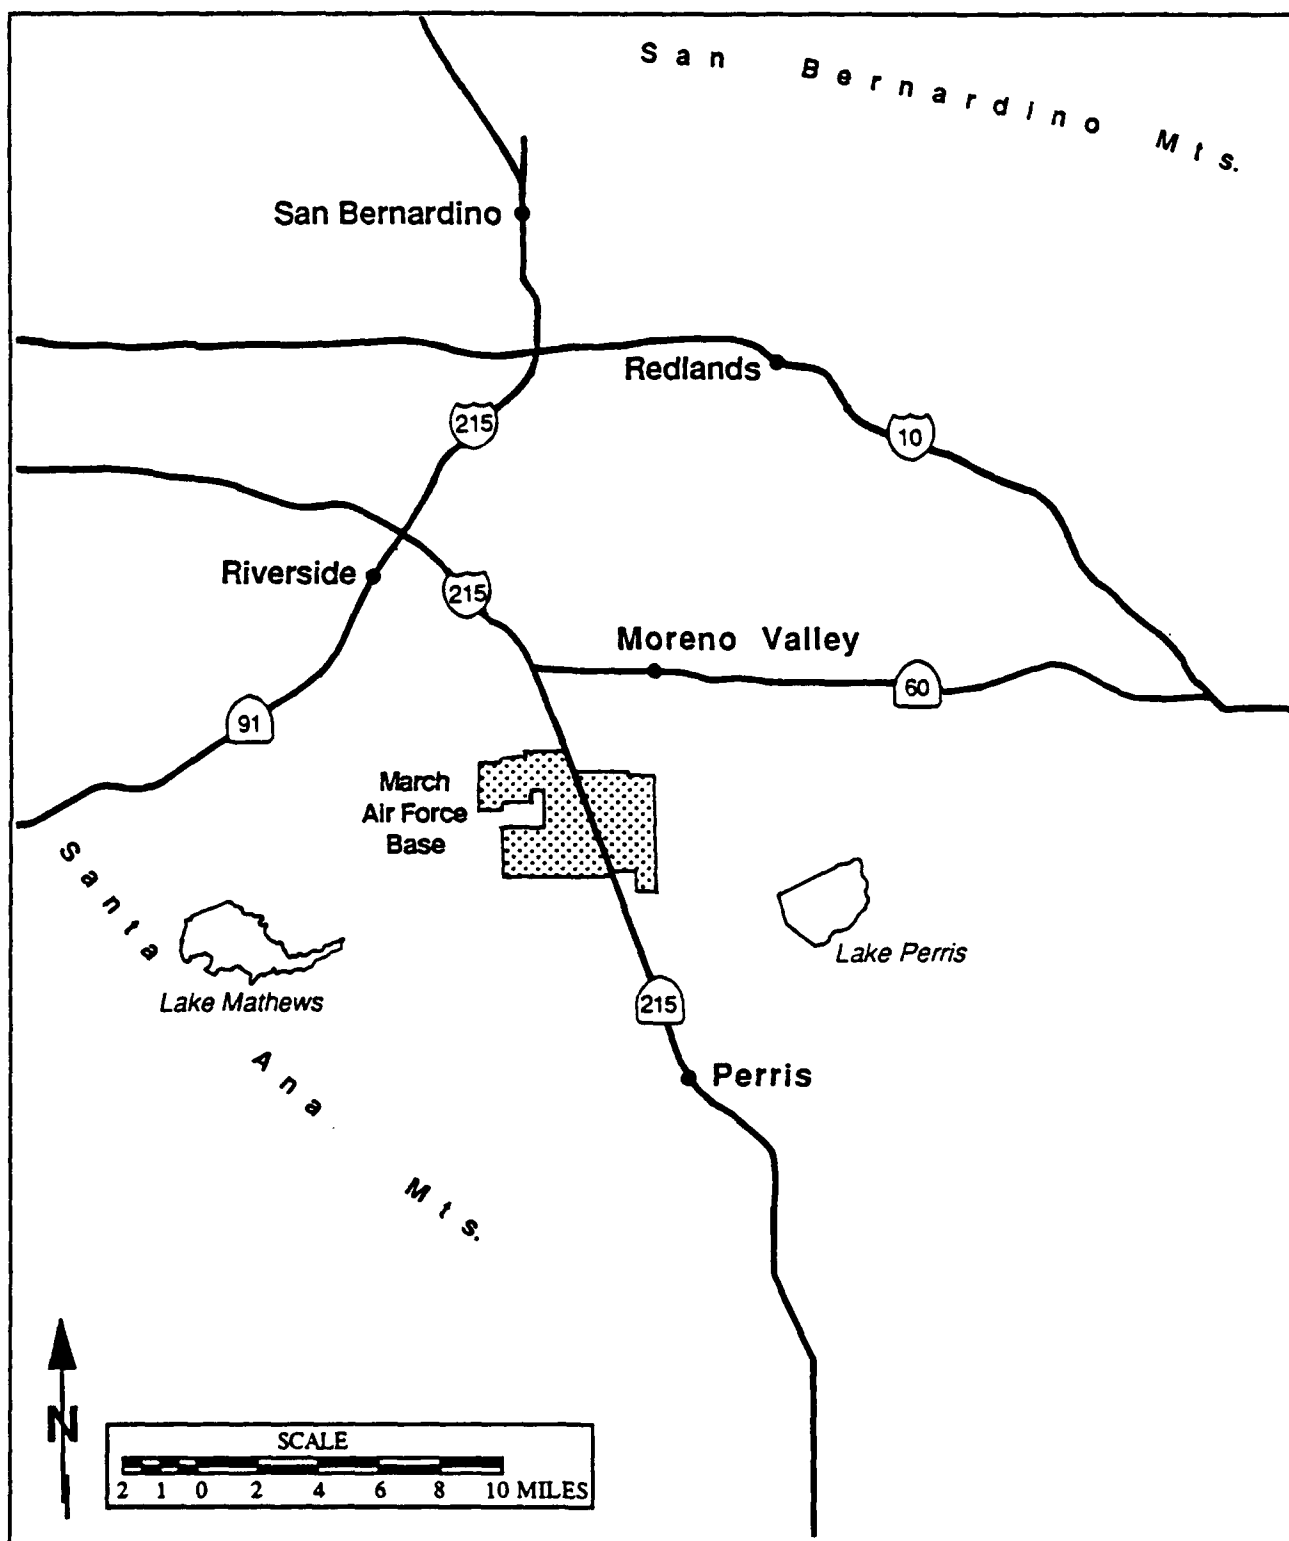 San Bernardino Mts.
San Bernardino
Redlands
215
10
Riverside
215
Moreno Valley
60
91
March
Air Force
Base
Santa Ana Mts.
Lake Perris
Lake Mathews
215
Perris
N
SCALE
2 1 0 2 4 6 8 10 MILES